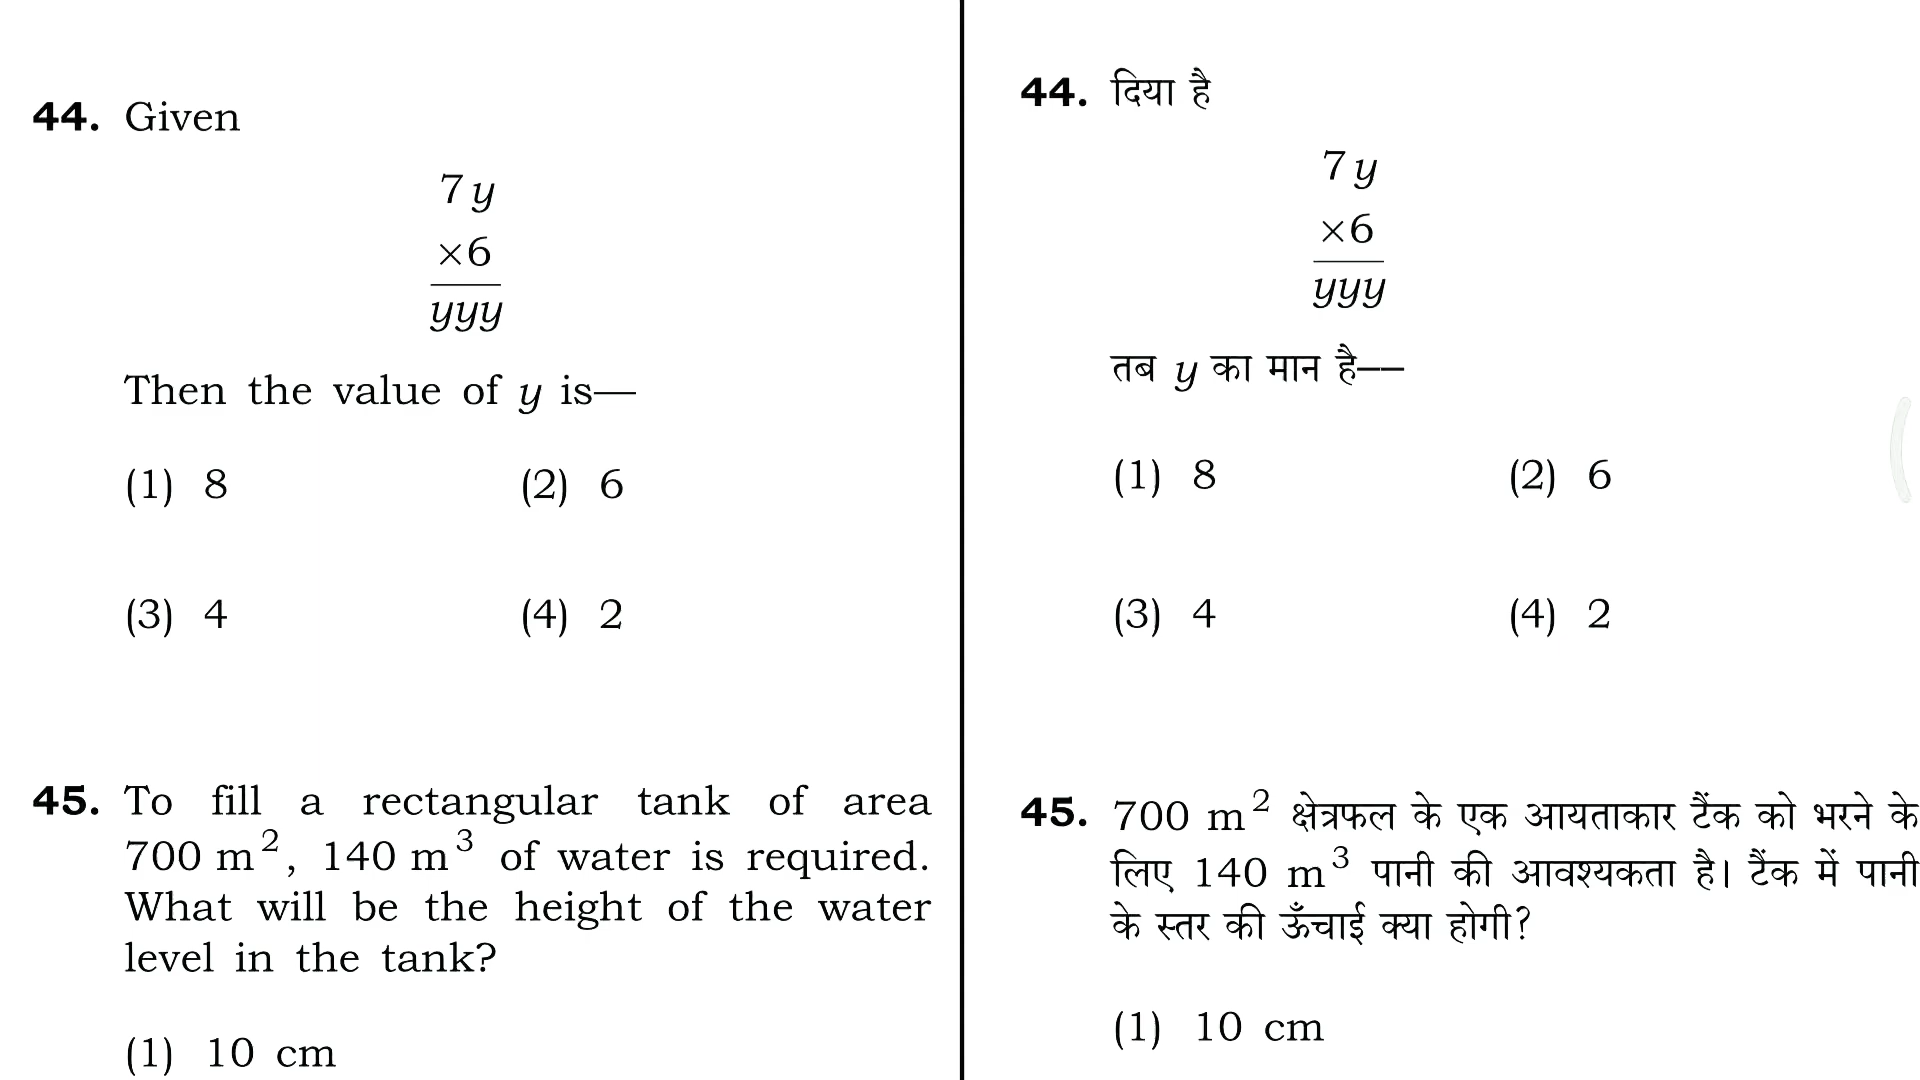 44. Given
7y
×6
yyy
Then the value of y is—
(1) 8 (2) 6
(3) 4 (4) 2
45. To fill a rectangular tank of area
700 m², 140 m³ of water is required.
What will be the height of the water
level in the tank?
(1) 10 cm
44. दिया है
7y
×6
yyy
तब y का मान है—
(1) 8 (2) 6
(3) 4 (4) 2
45. 700 m² क्षेत्रफल के एक आयताकार टैंक को भरने के
लिए 140 m³ पानी की आवश्यकता है। टैंक में पानी
के स्तर की ऊँचाई क्या होगी?
(1) 10 cm